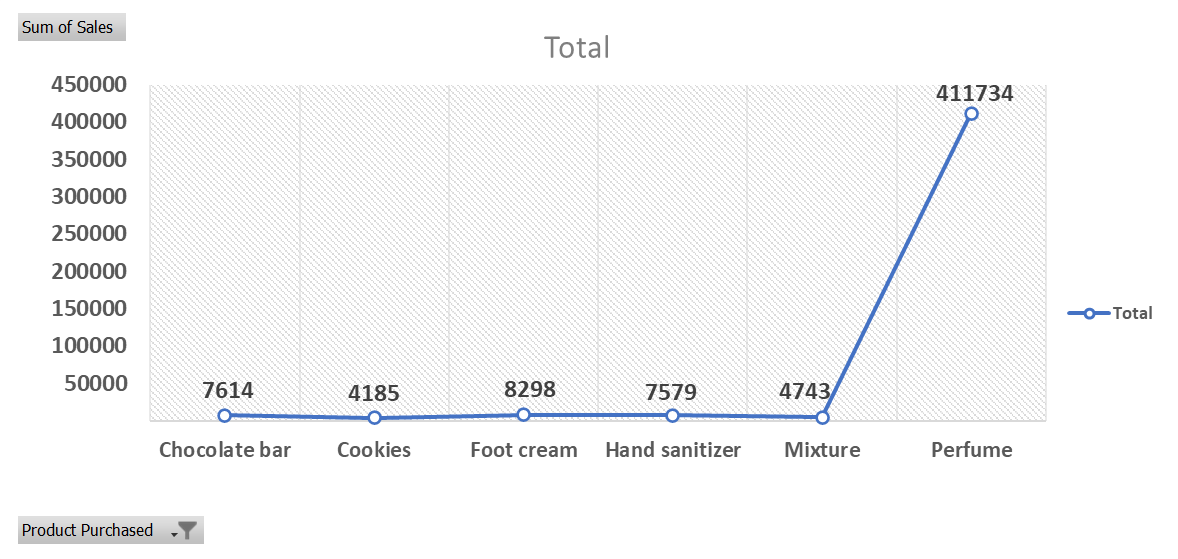 Sum of Sales
Total
450000
400000
350000
300000
250000
200000
150000
100000
50000
411734
7614
4185
8298
7579
4743
Total
Chocolate bar
Cookies
Foot cream
Hand sanitizer
Mixture
Perfume
Product Purchased